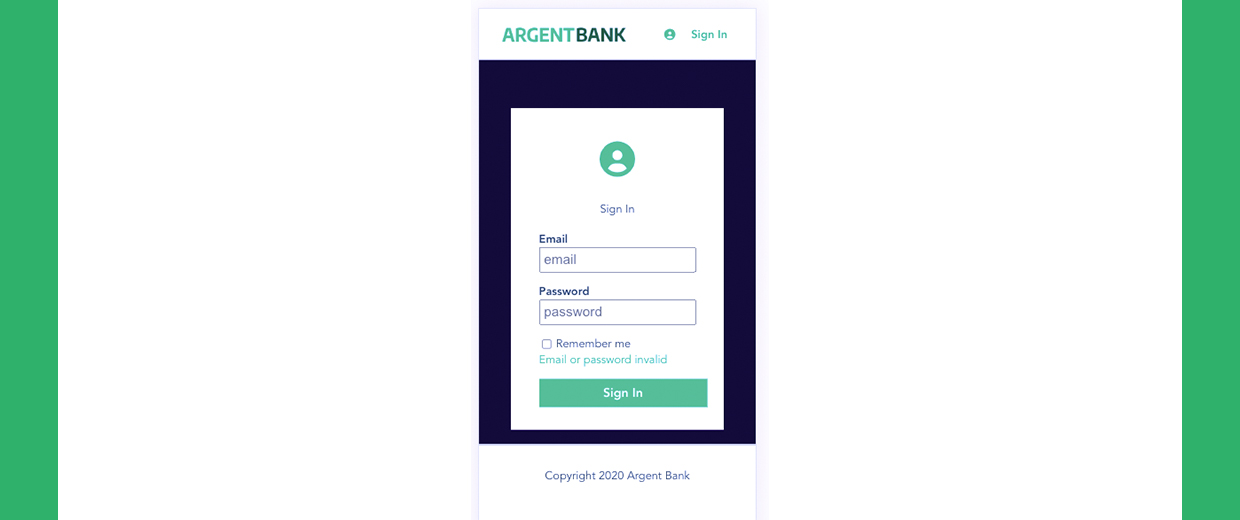 ARGENTBANK Sign In
Sign In
Email
email
Password
password
Remember me
Email or password invalid
Sign In
Copyright 2020 Argent Bank